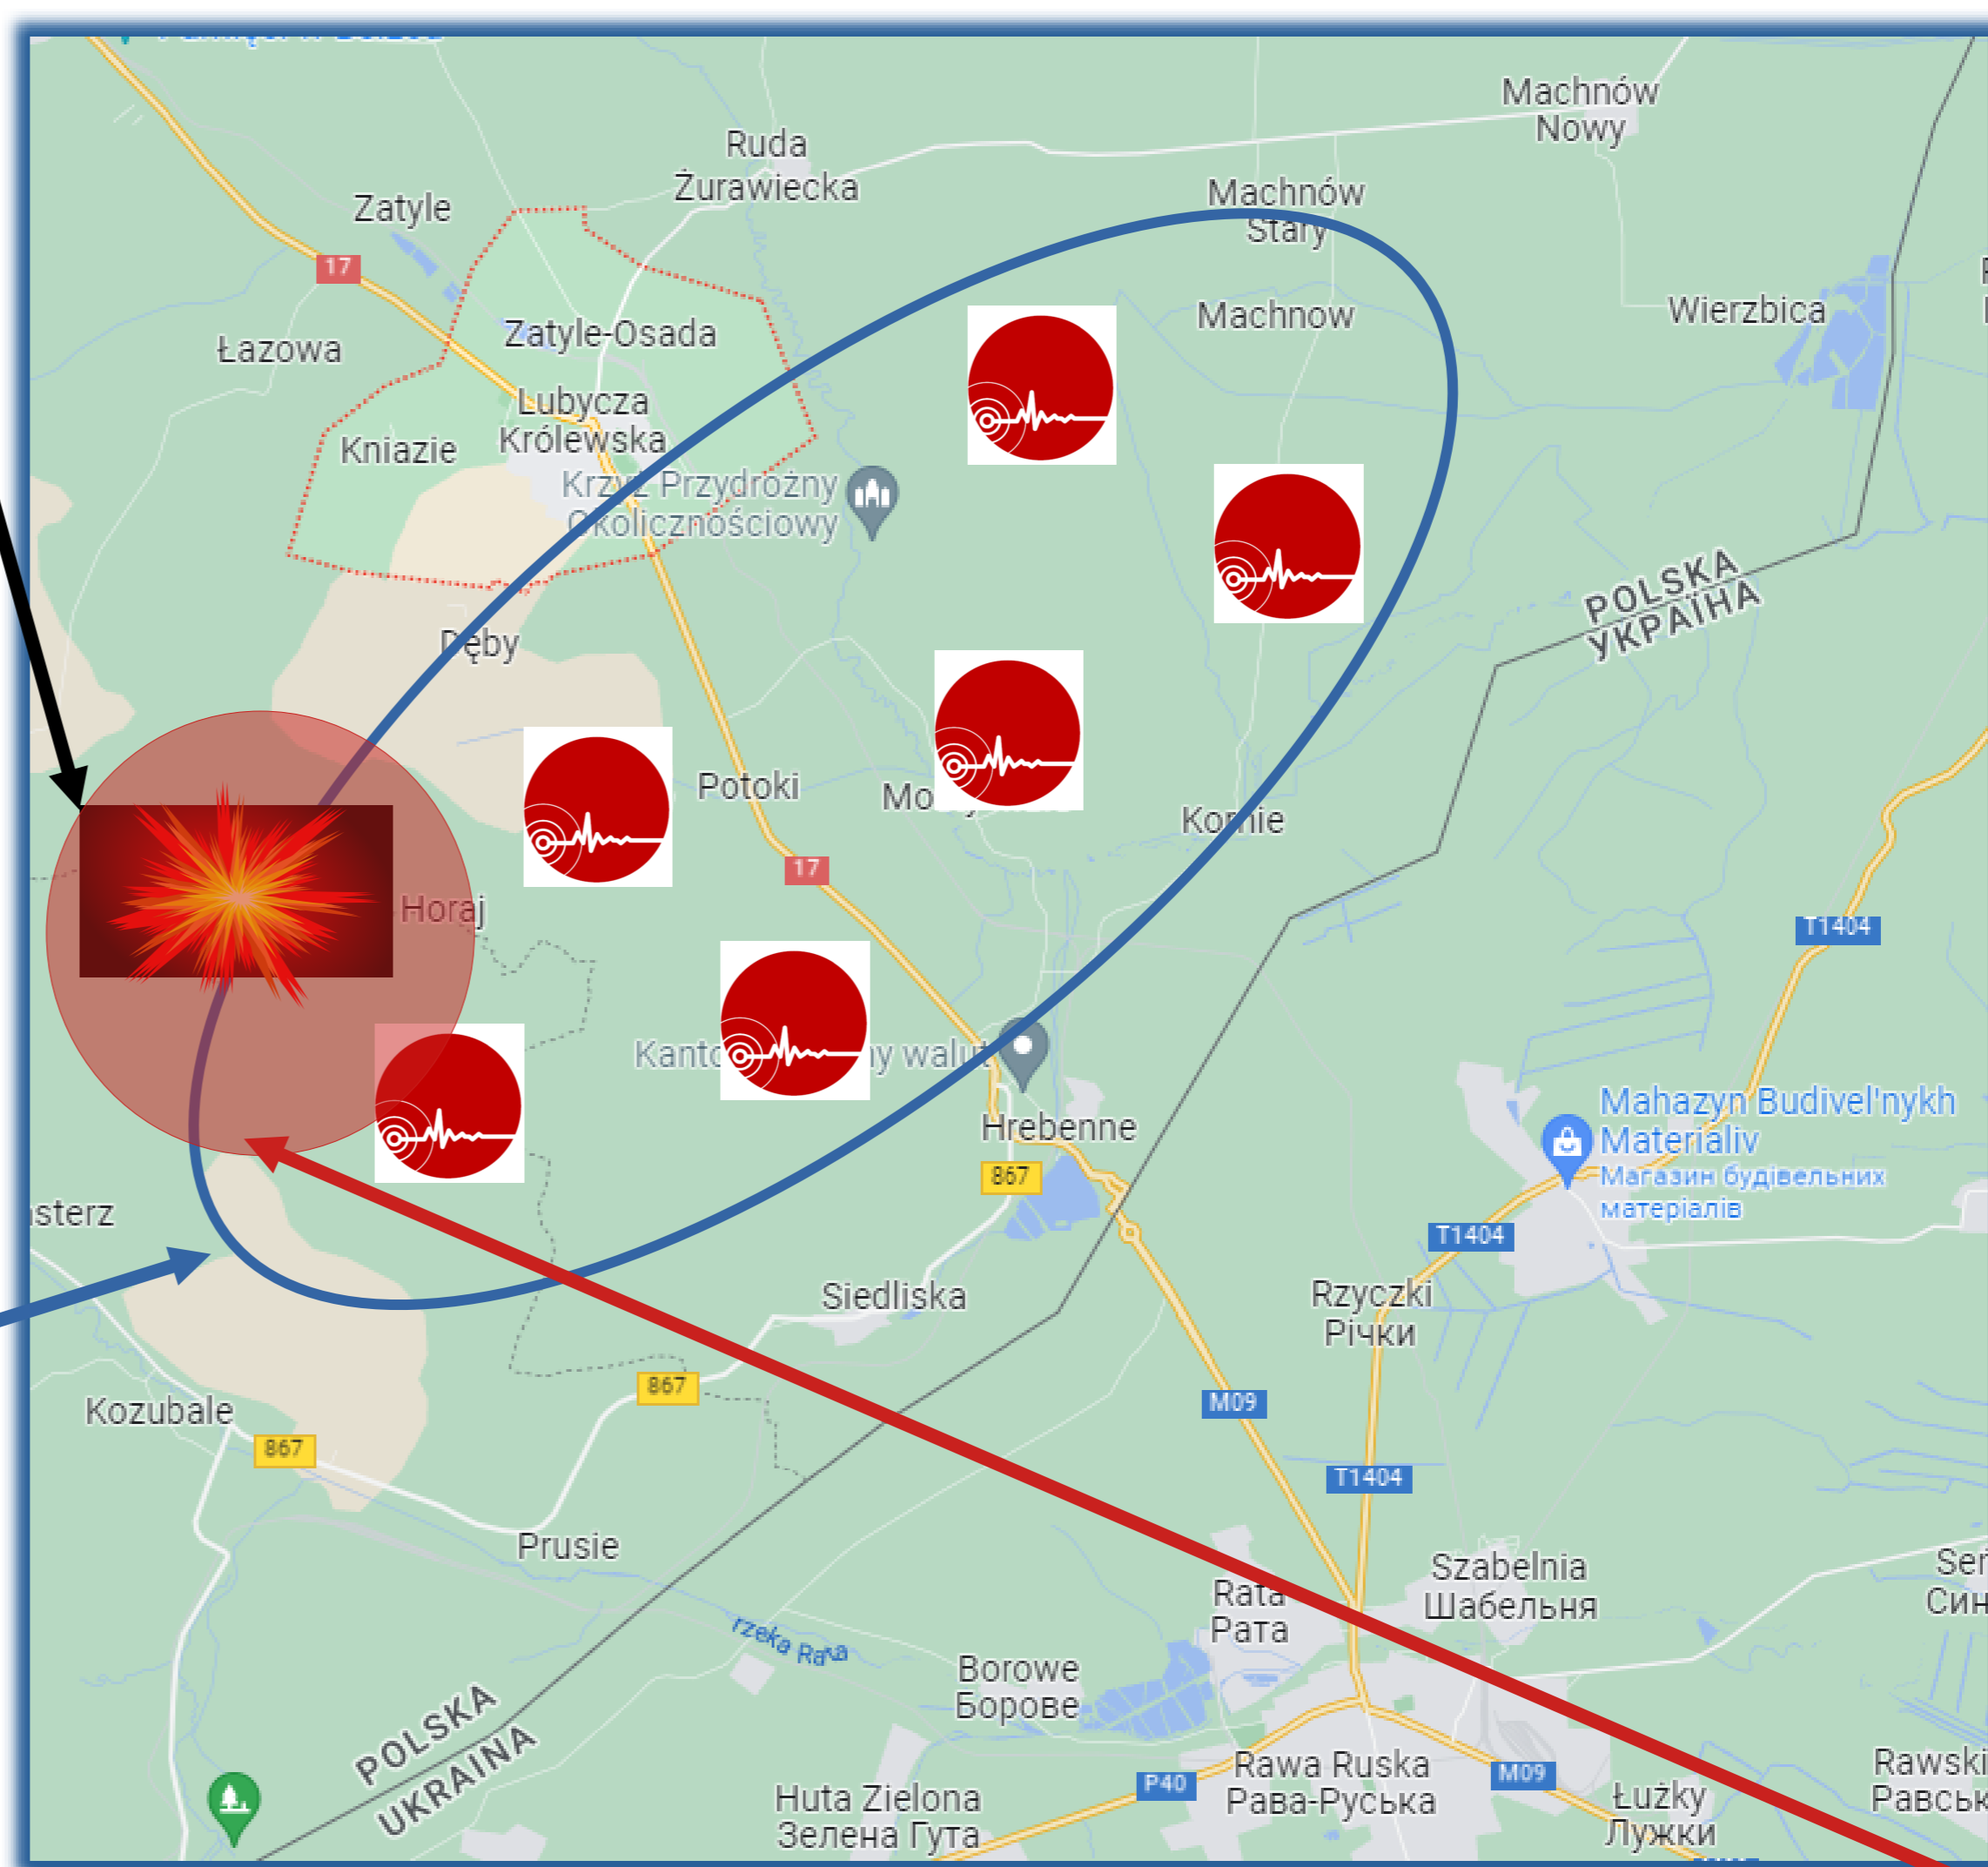 Machnów
Nowy
Ruda
Żurawiecka
Machnów
Stary
Zatyle
17
Wierzbica
Machnow
Zatyle-Osada
Łazowa
Lubycza
Królewska
Kniazie
Krzyż Przydrożny
Okolicznościowy
POLSKA
УКРАЇНА
Dęby
Potoki
Kornie
17
Horaj
T1404
Hrebenne
Mahazyn Budivel'nykh
Materialiv
Магазин будівельних
матеріалів
867
T1404
Siedliska
Rzyczki
Річки
867
M09
Kozubale
867
T1404
Prusie
Szabelnia
Шабельня
Rata
Рата
rzeka Rata
Borowe
Борове
POLSKA
UKRAINA
Rawa Ruska
Рава-Руська
P40
M09
Huta Zielona
Зелена Гута
Łużky
Лужки